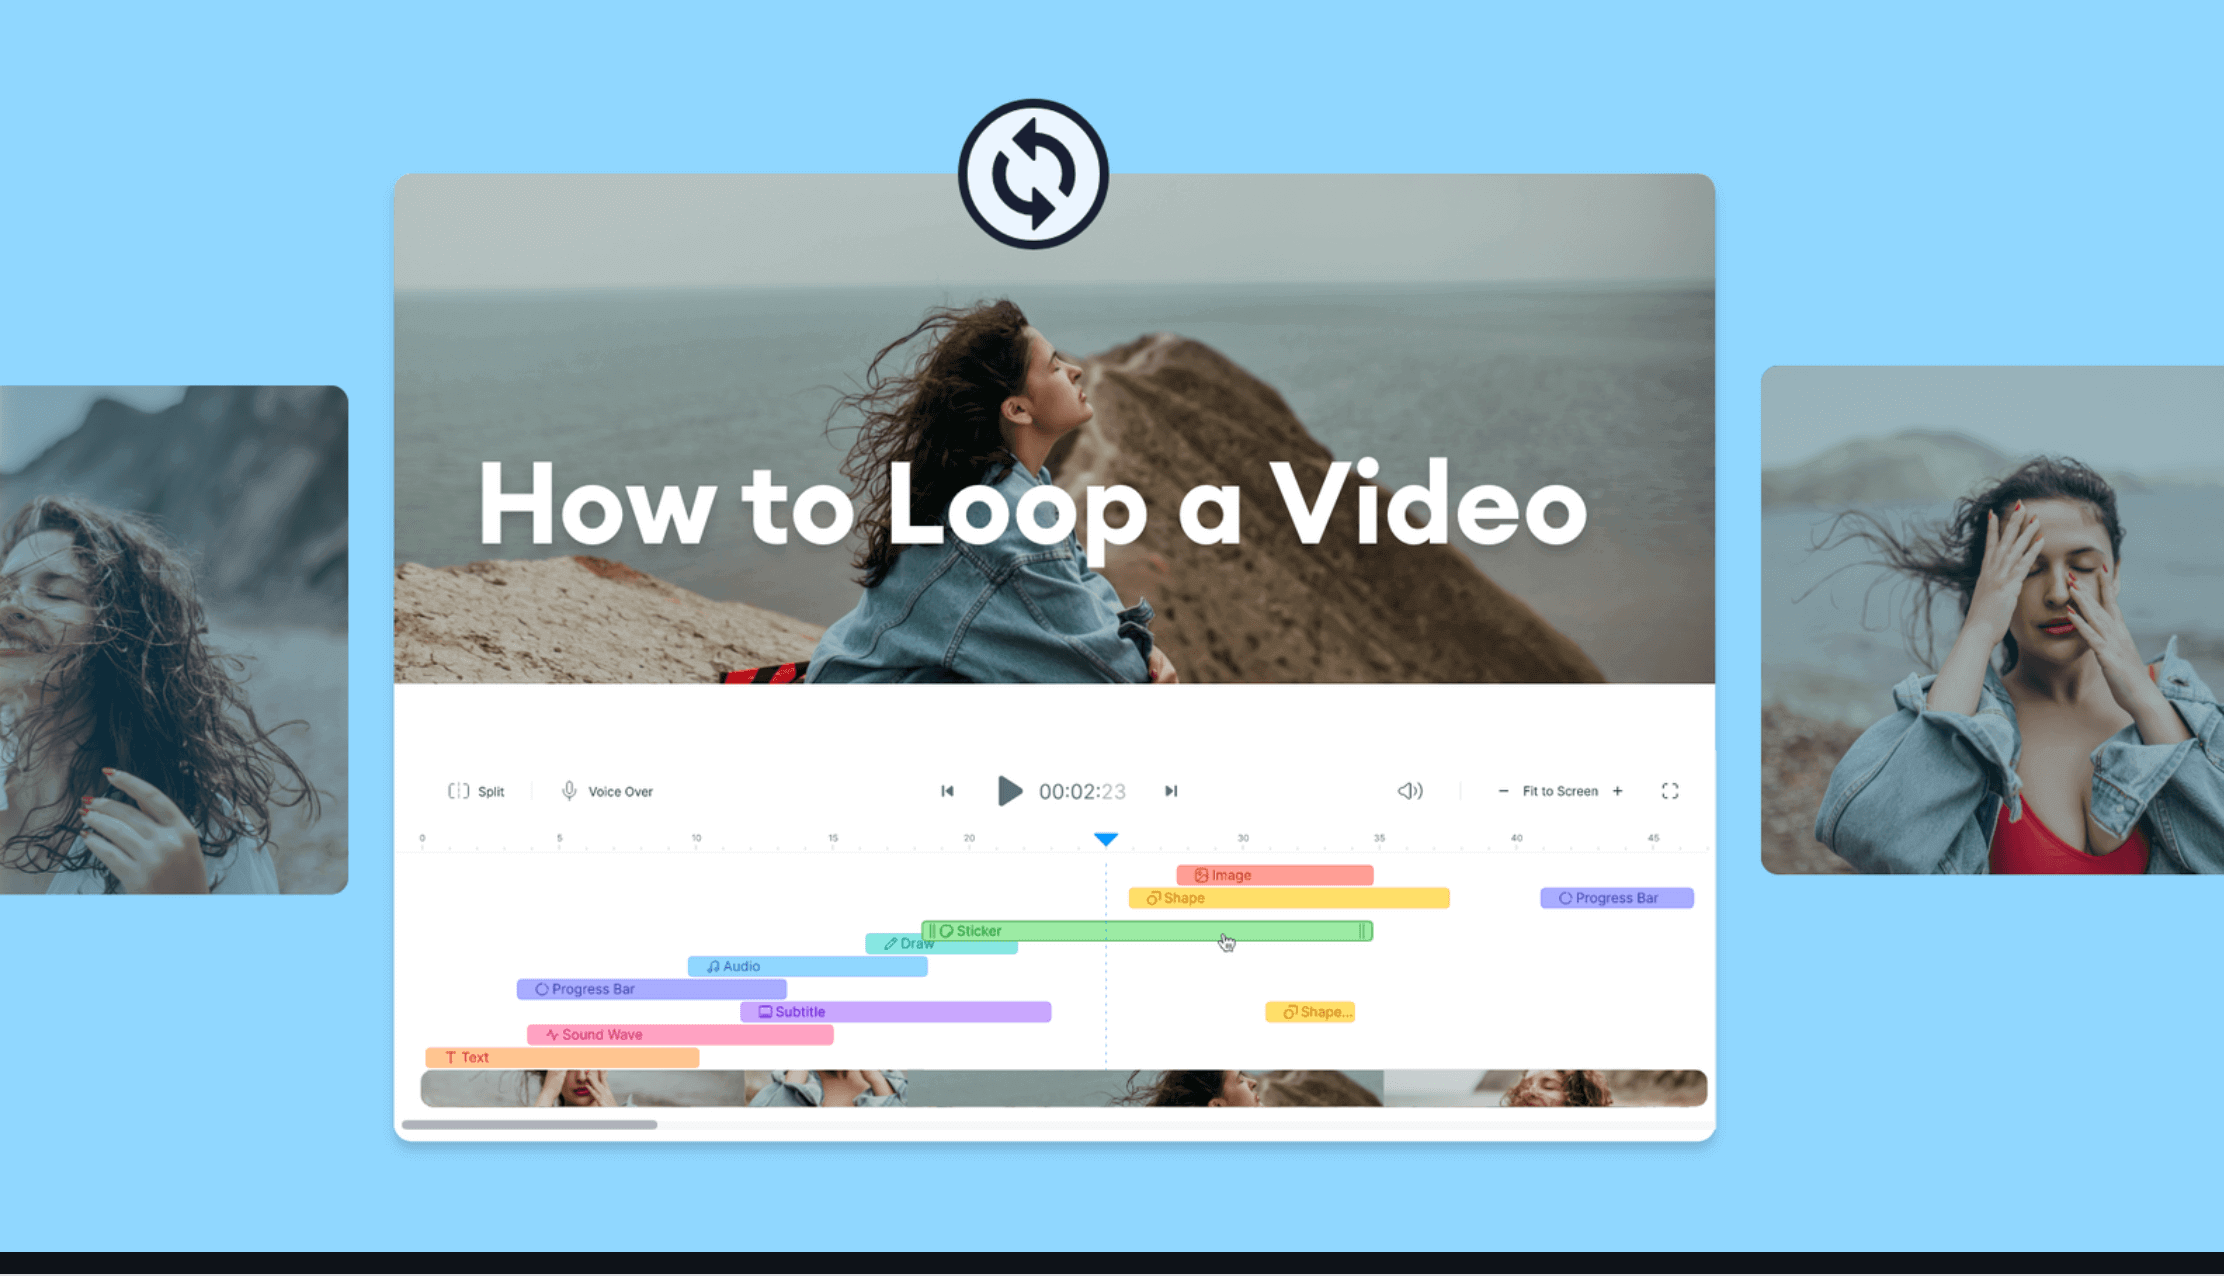 How to Loop a Video
Split
Voice Over
00:02:23
Fit to Screen
0 5 10 15 20 30 35 40 45
Image
Shape
Progress Bar
Sticker
Draw
Audio
Progress Bar
Subtitle
Shape...
Sound Wave
Text